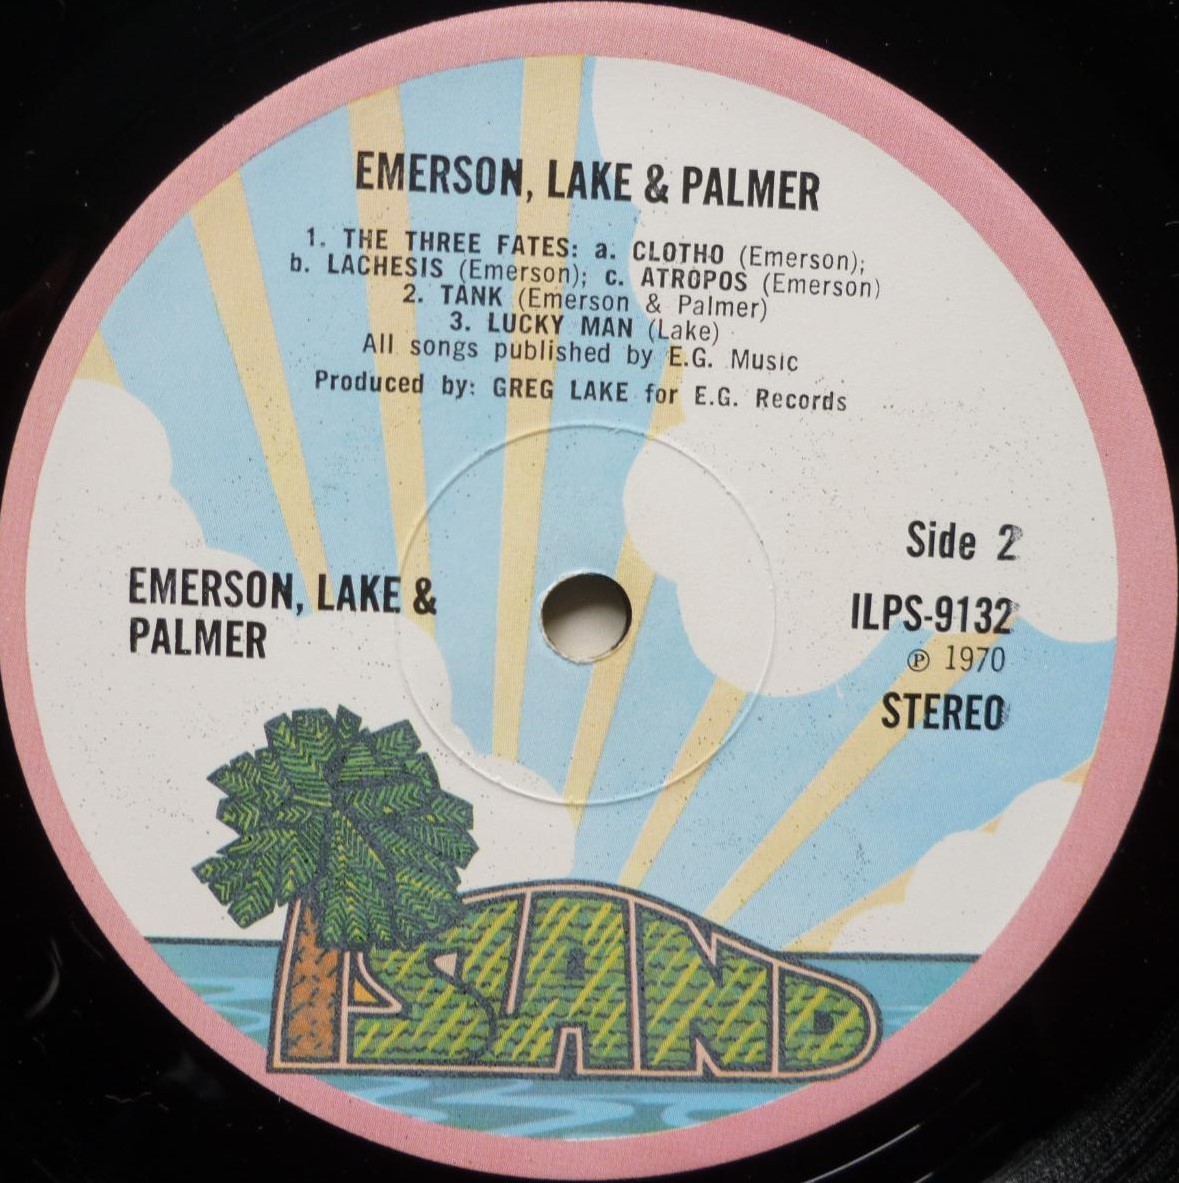 EMERSON, LAKE & PALMER
1. THE THREE FATES: a. CLOTHO (Emerson);
b. LACHESIS (Emerson); c. ATROPOS (Emerson)
2. TANK (Emerson & Palmer)
3. LUCKY MAN (Lake)
All songs published by E.G. Music
Produced by: GREG LAKE for E.G. Records
Side 2
EMERSON, LAKE &
PALMER
ILPS-9132
℗ 1970
STEREO
ISLAND